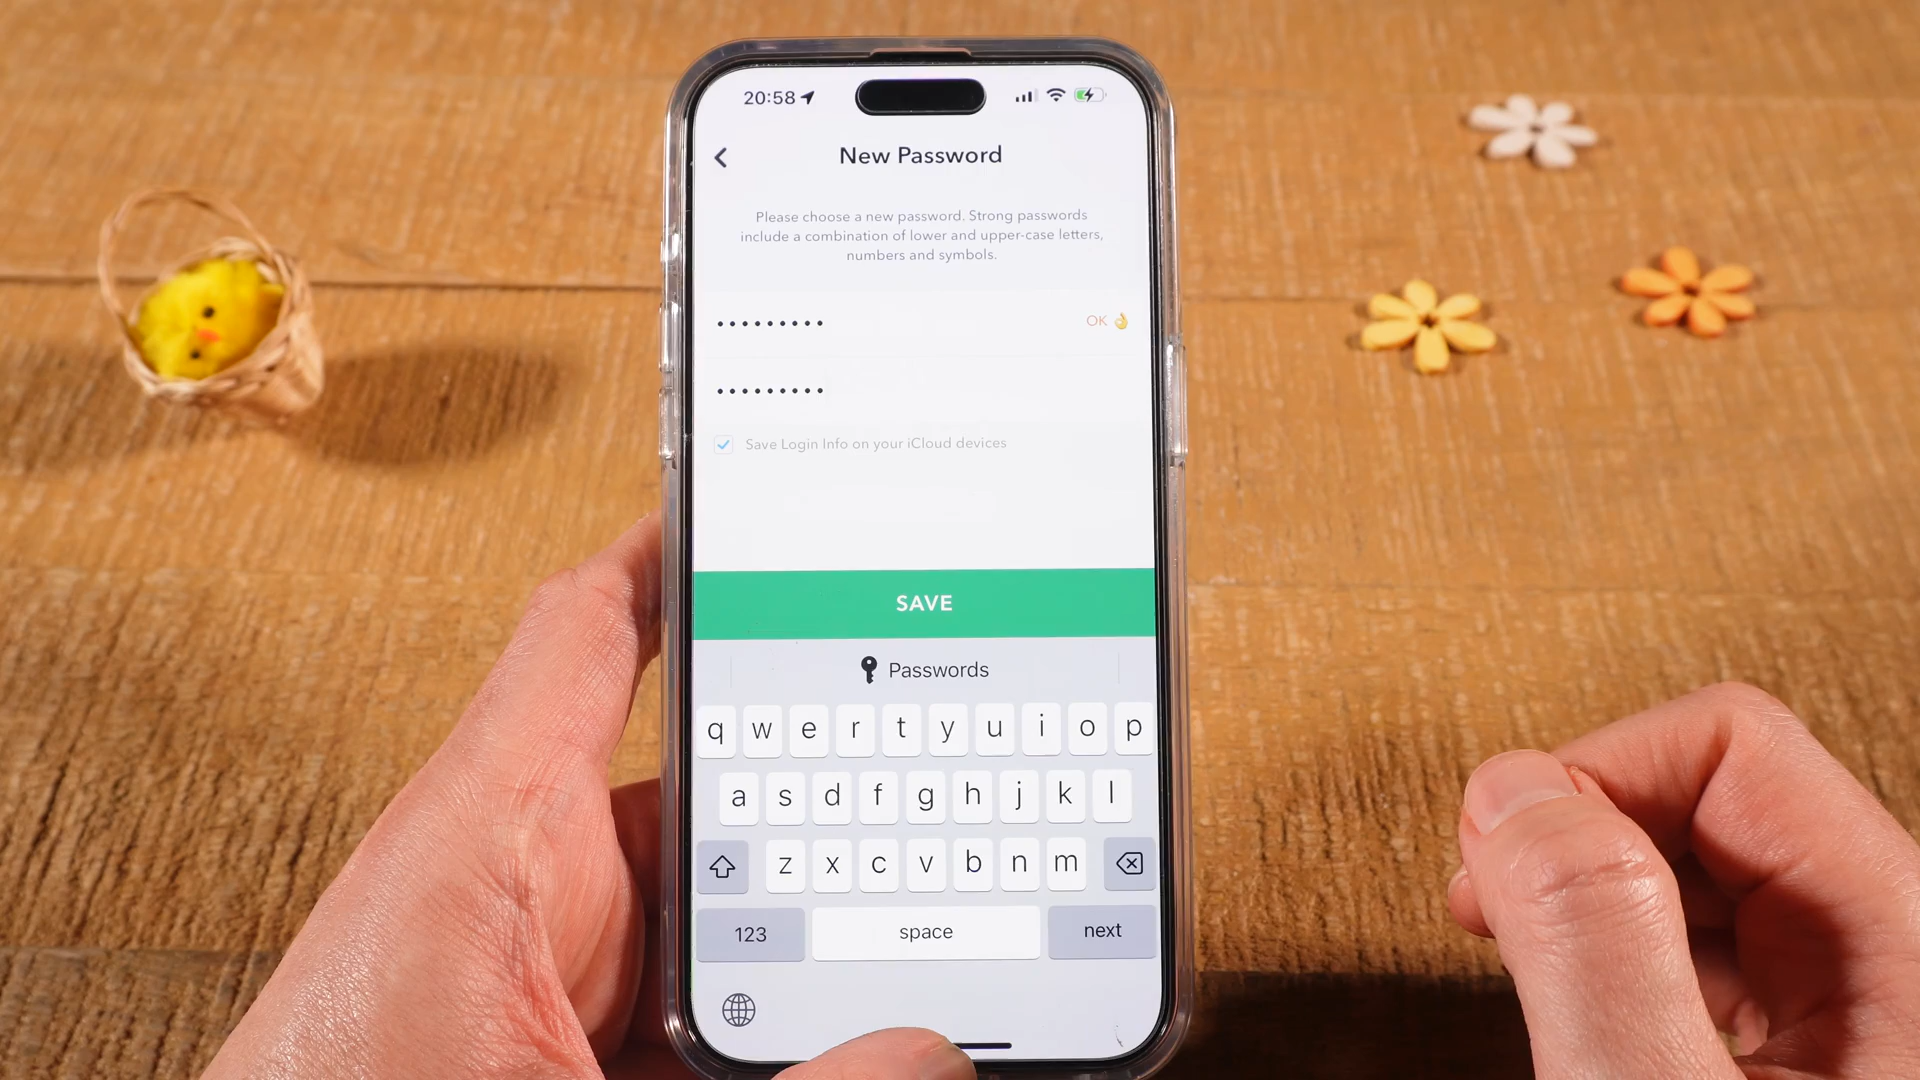 20:58
New Password
Please choose a new password. Strong passwords
include a combination of lower and upper-case letters,
numbers and symbols.
•••••••••
OK 👌
•••••••••
Save Login Info on your iCloud devices
SAVE
Passwords
q w e r t y u i o p
a s d f g h j k l
z x c v b n m
123 space next